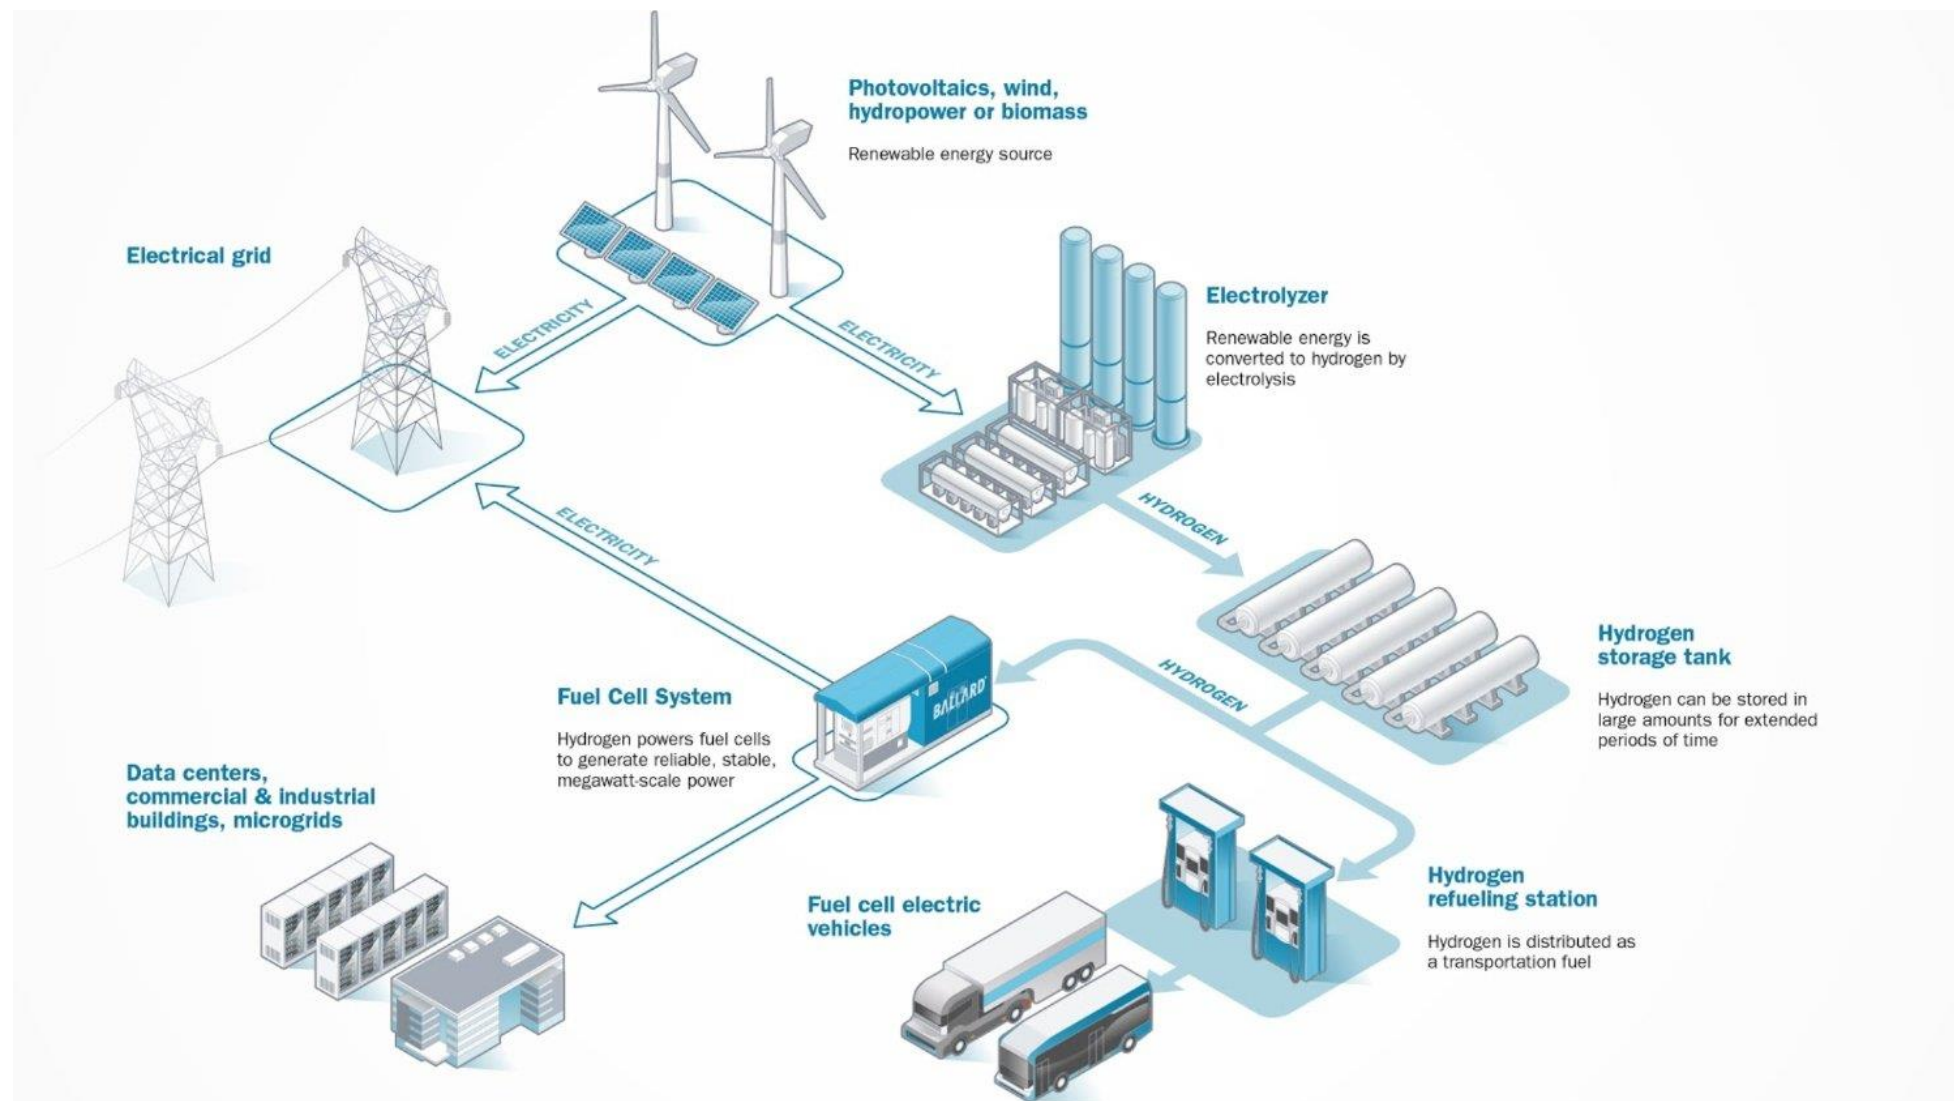 Photovoltaics, wind,
hydropower or biomass
Renewable energy source
Electrical grid
ELECTRICITY
ELECTRICITY
Electrolyzer
Renewable energy is
converted to hydrogen by
electrolysis
HYDROGEN
ELECTRICITY
Hydrogen
storage tank
Hydrogen can be stored in
large amounts for extended
periods of time
HYDROGEN
Fuel Cell System
Hydrogen powers fuel cells
to generate reliable, stable,
megawatt-scale power
BALLARD
Data centers,
commercial & industrial
buildings, microgrids
Fuel cell electric
vehicles
Hydrogen
refueling station
Hydrogen is distributed as
a transportation fuel